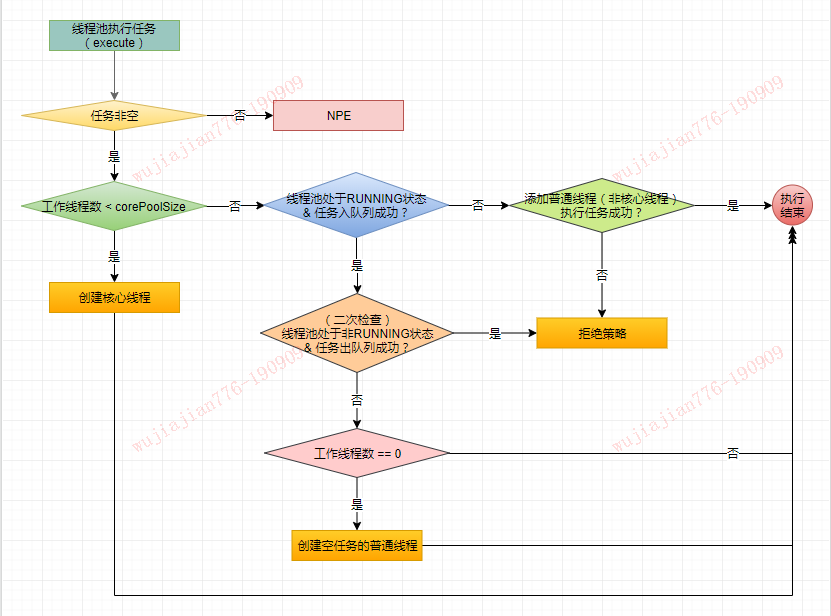 线程池执行任务
（execute）
wujiajian776-190909
wujiajian776-190909
任务非空
否
NPE
是
工作线程数 < corePoolSize
否
线程池处于RUNNING状态
& 任务入队列成功？
否
添加普通线程（非核心线程）
执行任务成功？
是
执行
结束
是
是
否
创建核心线程
（二次检查）
线程池处于非RUNNING状态
& 任务出队列成功？
是
拒绝策略
wujiajian776-190909
wujiajian776-190909
否
工作线程数 == 0
否
是
创建空任务的普通线程